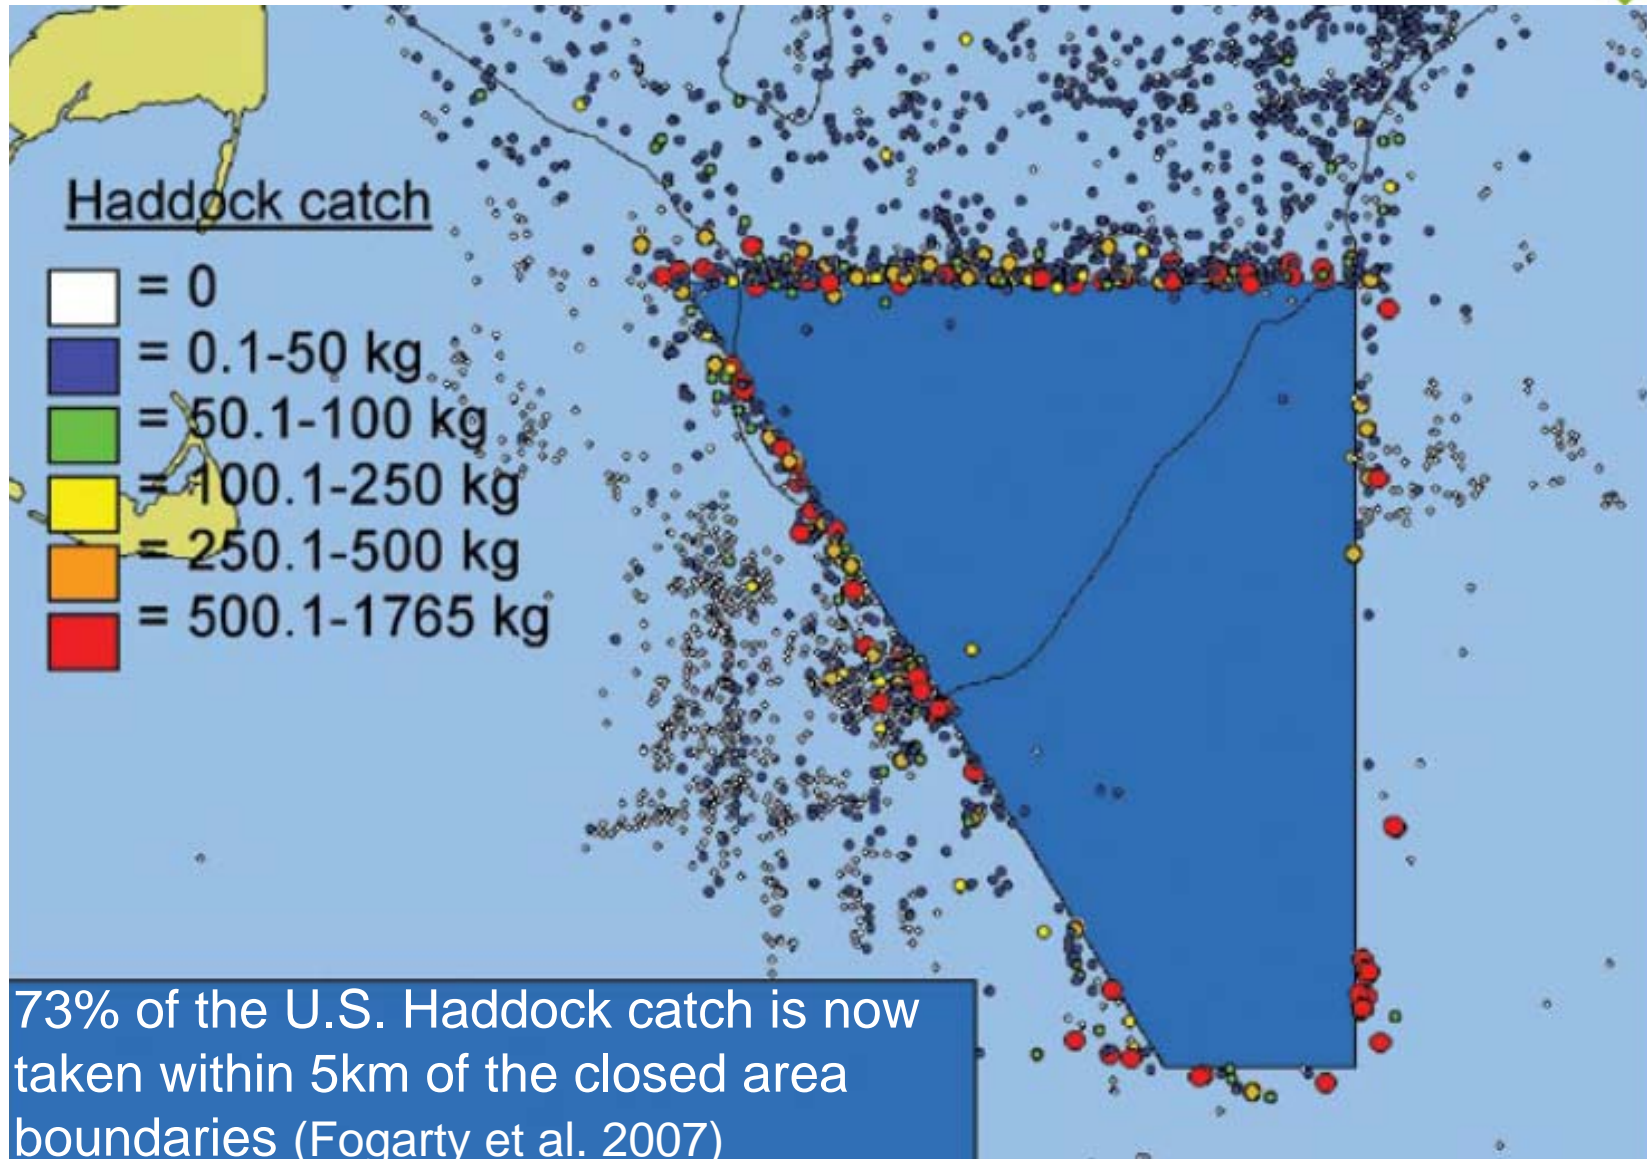 Haddock catch
= 0
= 0.1-50 kg
= 50.1-100 kg
= 100.1-250 kg
= 250.1-500 kg
= 500.1-1765 kg
73% of the U.S. Haddock catch is now
taken within 5km of the closed area
boundaries (Fogarty et al. 2007)